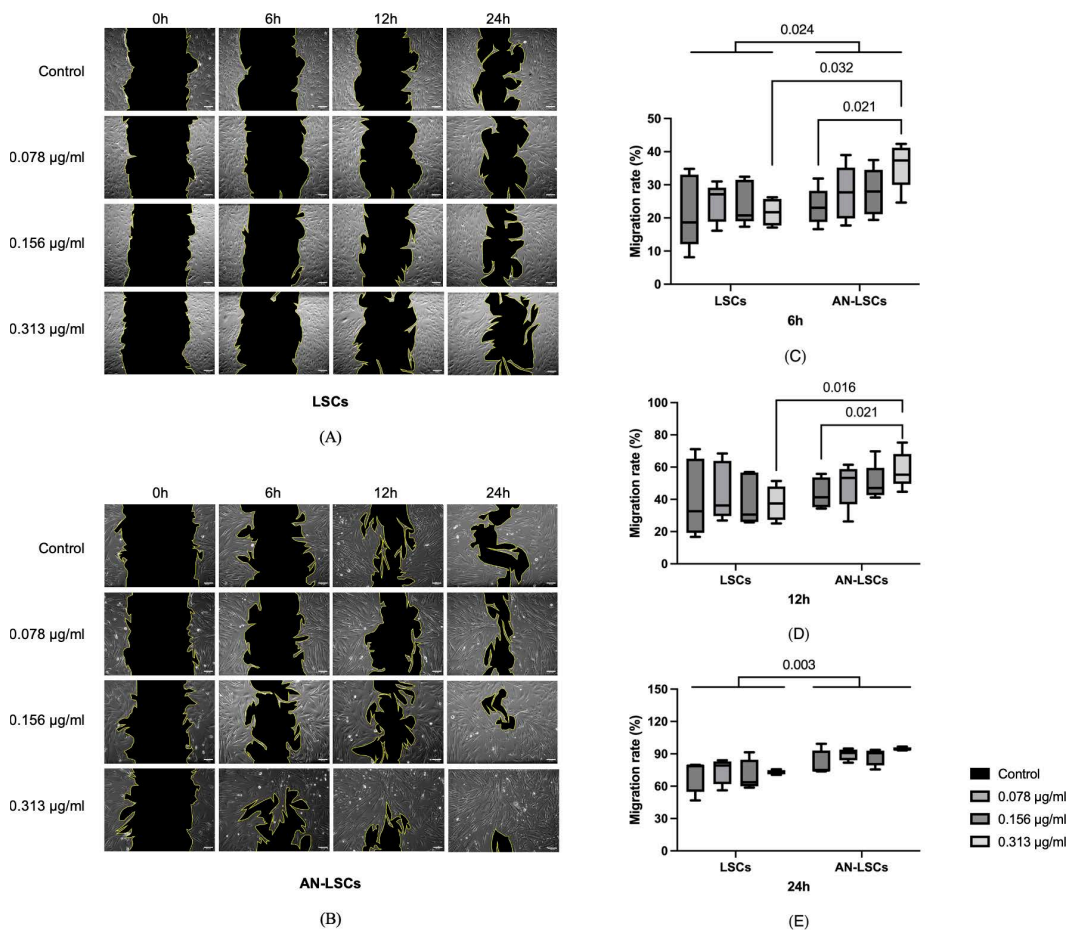 0h 6h 12h 24h
Control
0.078 µg/ml
0.156 µg/ml
0.313 µg/ml
LSCs
(A)
0h 6h 12h 24h
Control
0.078 µg/ml
0.156 µg/ml
0.313 µg/ml
AN-LSCs
(B)
0.024
0.032
0.021
Migration rate (%)
50
40
30
20
10
0
LSCs AN-LSCs
6h
(C)
0.016
0.021
Migration rate (%)
100
80
60
40
20
0
LSCs AN-LSCs
12h
(D)
0.003
Migration rate (%)
150
120
90
60
30
0
LSCs AN-LSCs
24h
(E)
Control
0.078 µg/ml
0.156 µg/ml
0.313 µg/ml